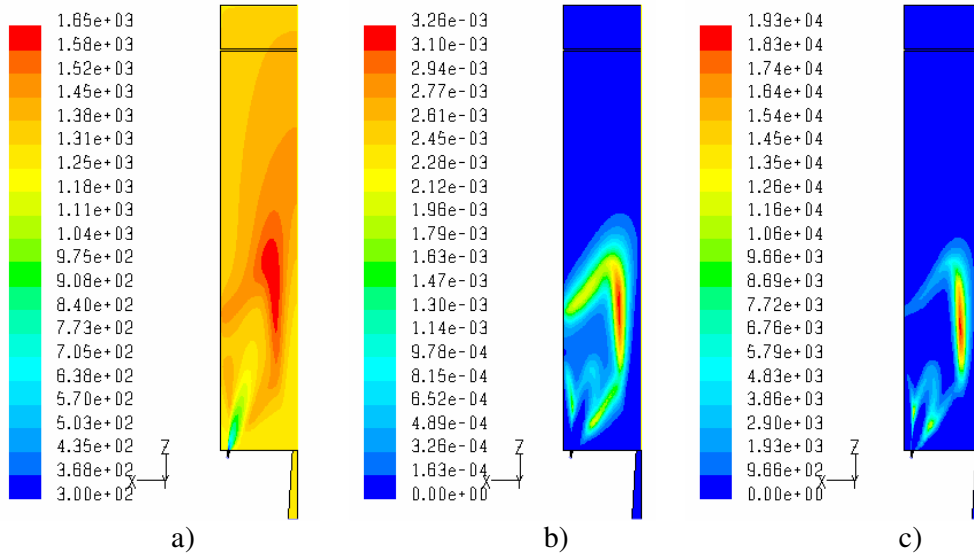 1.65e+03
1.58e+03
1.52e+03
1.45e+03
1.38e+03
1.31e+03
1.25e+03
1.18e+03
1.11e+03
1.04e+03
9.75e+02
9.08e+02
8.40e+02
7.73e+02
7.05e+02
6.38e+02
5.70e+02
5.03e+02
4.35e+02
3.68e+02
3.00e+02
Z
X Y
a)
3.26e-03
3.10e-03
2.94e-03
2.77e-03
2.61e-03
2.45e-03
2.28e-03
2.12e-03
1.96e-03
1.79e-03
1.63e-03
1.47e-03
1.30e-03
1.14e-03
9.78e-04
8.15e-04
6.52e-04
4.89e-04
3.26e-04
1.63e-04
0.00e+00
Z
X Y
b)
1.93e+04
1.83e+04
1.74e+04
1.64e+04
1.54e+04
1.45e+04
1.35e+04
1.26e+04
1.16e+04
1.06e+04
9.66e+03
8.69e+03
7.72e+03
6.76e+03
5.79e+03
4.83e+03
3.86e+03
2.90e+03
1.93e+03
9.66e+02
0.00e+00
Z
X Y
c)